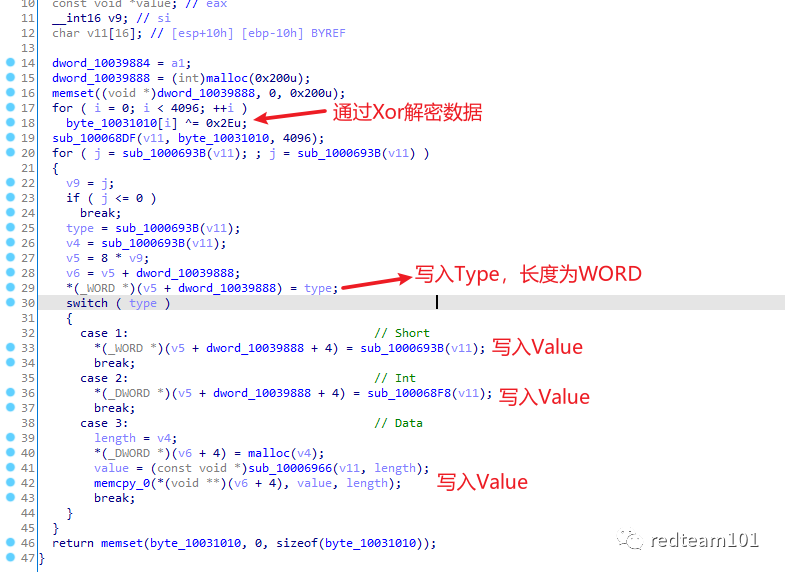 10 const void *value; // eax
11 __int16 v9; // si
12 char v11[16]; // [esp+10h] [ebp-10h] BYREF
13
14 dword_10039884 = a1;
15 dword_10039888 = (int)malloc(0x200u);
16 memset((void *)dword_10039888, 0, 0x200u);
17 for ( i = 0; i < 4096; ++i )
18 byte_10031010[i] ^= 0x2Eu; 通过Xor解密数据
19 sub_100068DF(v11, byte_10031010, 4096);
20 for ( j = sub_1000693B(v11); ; j = sub_1000693B(v11) )
21 {
22 v9 = j;
23 if ( j <= 0 )
24 break;
25 type = sub_1000693B(v11);
26 v4 = sub_1000693B(v11);
27 v5 = 8 * v9;
28 v6 = v5 + dword_10039888;
29 *(_WORD *)(v5 + dword_10039888) = type; 写入Type，长度为WORD
30 switch ( type )
31 {
32 case 1: // Short
33 *(_WORD *)(v5 + dword_10039888 + 4) = sub_1000693B(v11); 写入Value
34 break;
35 case 2: // Int
36 *(_DWORD *)(v5 + dword_10039888 + 4) = sub_100068F8(v11); 写入Value
37 break;
38 case 3: // Data
39 length = v4;
40 *(_DWORD *)(v6 + 4) = malloc(v4);
41 value = (const void *)sub_10006966(v11, length);
42 memcpy_0(*(void **)(v6 + 4), value, length); 写入Value
43 break;
44 }
45 }
46 return memset(byte_10031010, 0, sizeof(byte_10031010));
47 }
redteam101